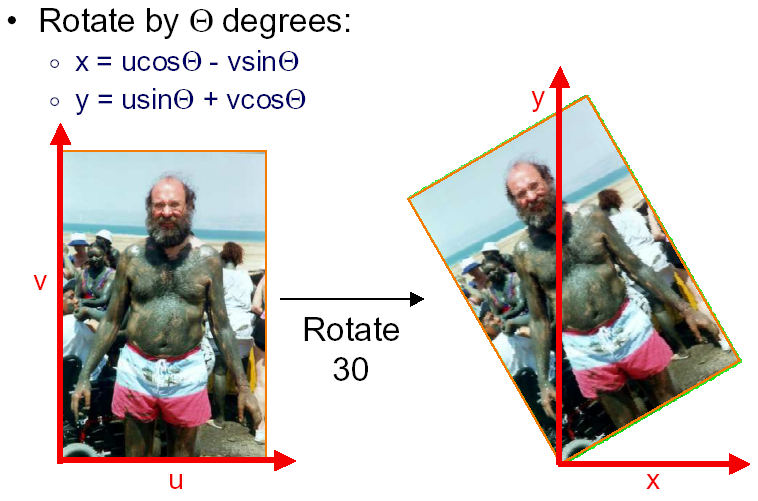 • Rotate by Θ degrees:
○ x = ucosΘ - vsinΘ
○ y = usinΘ + vcosΘ
y
v
Rotate
30
u
x